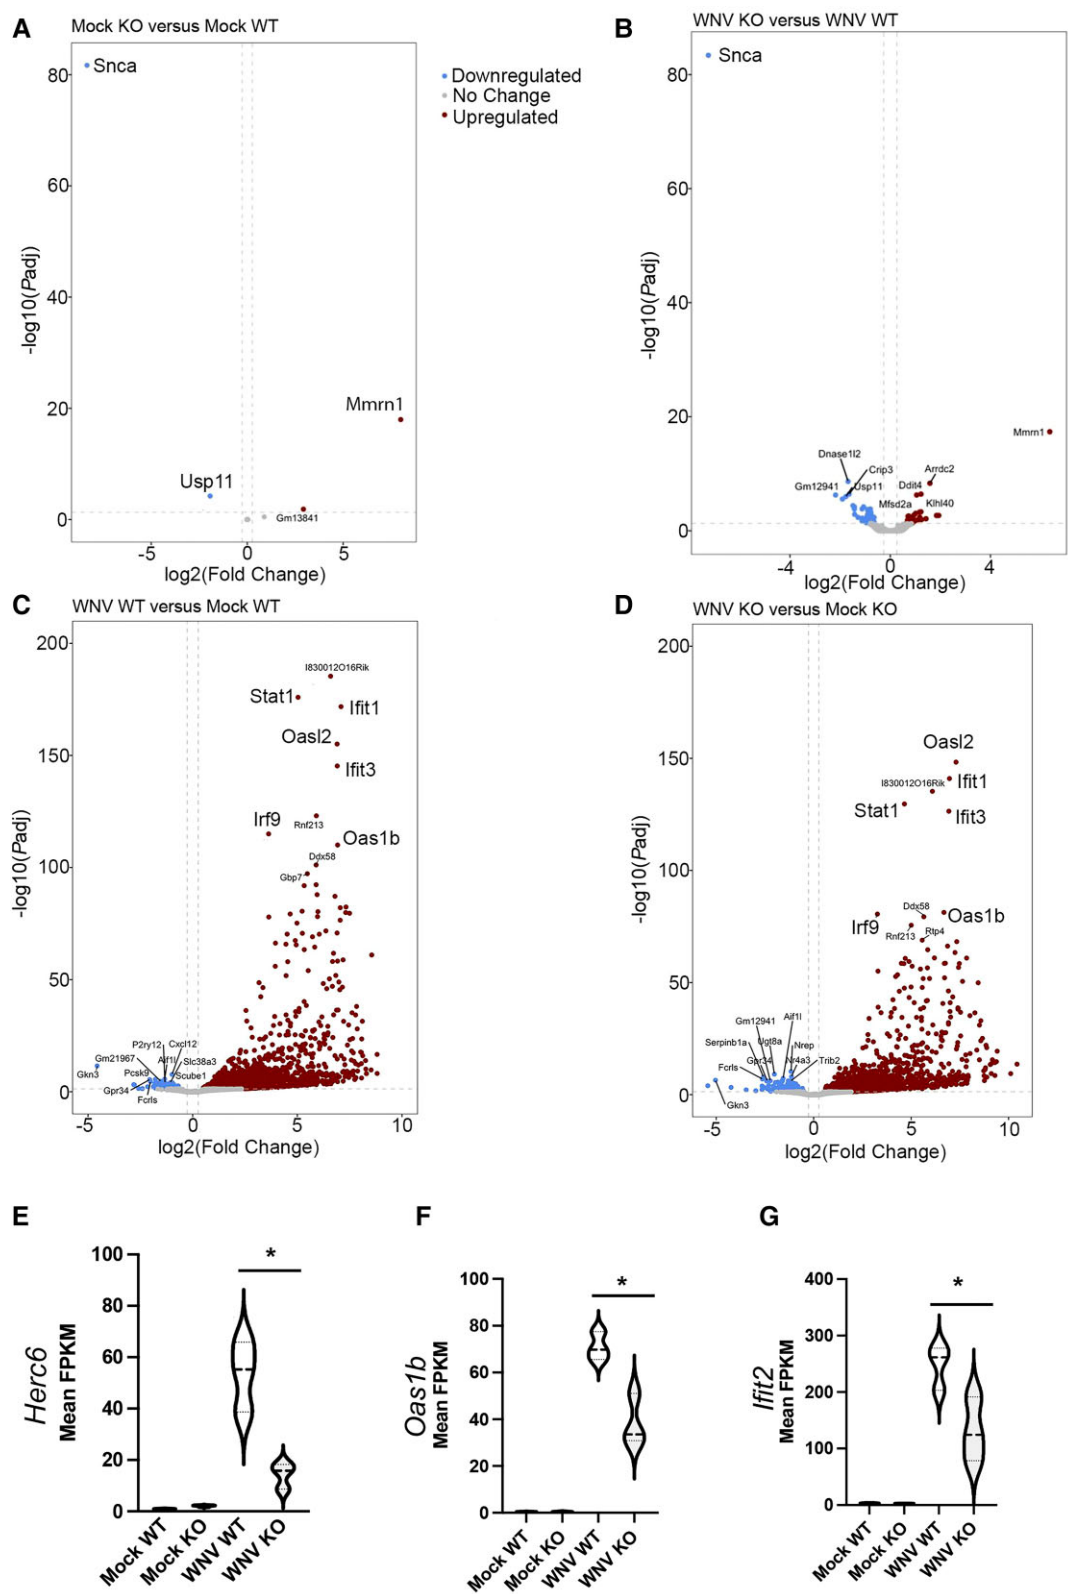 A
Mock KO versus Mock WT
-log10(Padj)
80
60
40
20
0
Snca
Mmrn1
Usp11
Gm13841
-5
0
5
log2(Fold Change)
Downregulated
No Change
Upregulated
B
WNV KO versus WNV WT
-log10(Padj)
80
60
40
20
0
Snca
Mmrn1
Dnase1l2
Crip3
Arrdc2
Gm12941
Usp11
Ddit4
Mfsd2a
Klhl40
-4
0
4
log2(Fold Change)
C
WNV WT versus Mock WT
-log10(Padj)
200
150
100
50
0
I830012O16Rik
Stat1
Ifit1
Oasl2
Ifit3
Irf9
Rnf213
Oas1b
Ddx58
Gbp7
P2ry12
Cxcl12
Gm21967
Aif1l
Slc38a3
Gkn3
Pcsk9
Scube1
Gpr34
Fcrls
-5
0
5
10
log2(Fold Change)
D
WNV KO versus Mock KO
-log10(Padj)
200
150
100
50
0
Oasl2
I830012O16Rik
Ifit1
Stat1
Ifit3
Ddx58
Oas1b
Irf9
Rnf213
Rtp4
Aif1l
Gm12941
Serpinb1a
Ugt8a
Nrep
Fcrls
Gpr34
Nr4a3
Trib2
Gkn3
-5
0
5
10
log2(Fold Change)
E
Herc6
Mean FPKM
100
80
60
40
20
0
*
Mock WT
Mock KO
WNV WT
WNV KO
F
Oas1b
Mean FPKM
100
80
60
40
20
0
*
Mock WT
Mock KO
WNV WT
WNV KO
G
Ifit2
Mean FPKM
400
300
200
100
0
*
Mock WT
Mock KO
WNV WT
WNV KO